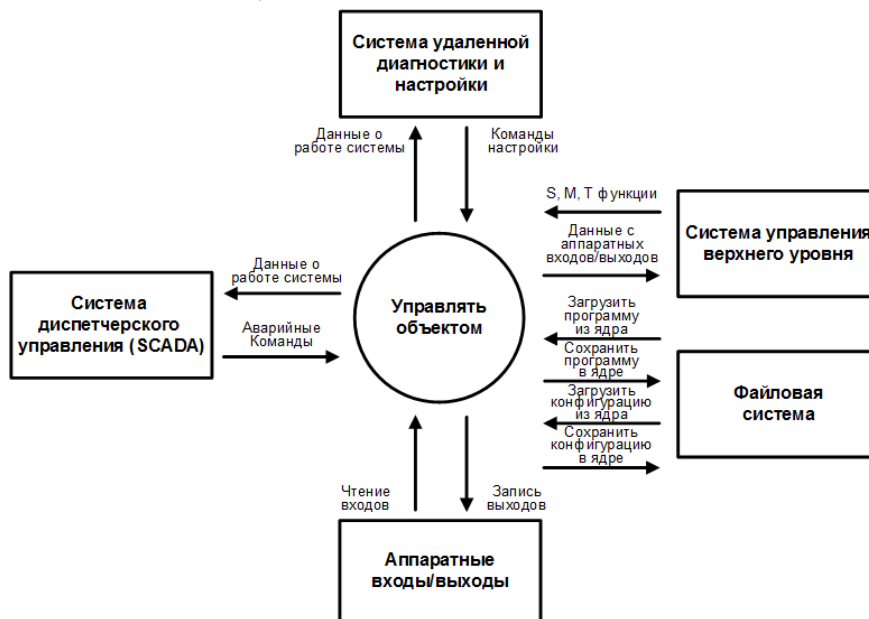 Система удаленной
диагностики и
настройки
Данные о
работе системы
Команды
настройки
S, M, T функции
Данные с
аппаратных
входов/выходов
Система управления
верхнего уровня
Данные о
работе системы
Аварийные
Команды
Система
диспетчерского
управления (SCADA)
Управлять
объектом
Загрузить
программу
из ядра
Сохранить
программу
в ядре
Загрузить
конфигурацию
из ядра
Сохранить
конфигурацию
в ядре
Файловая
система
Чтение
входов
Запись
выходов
Аппаратные
входы/выходы